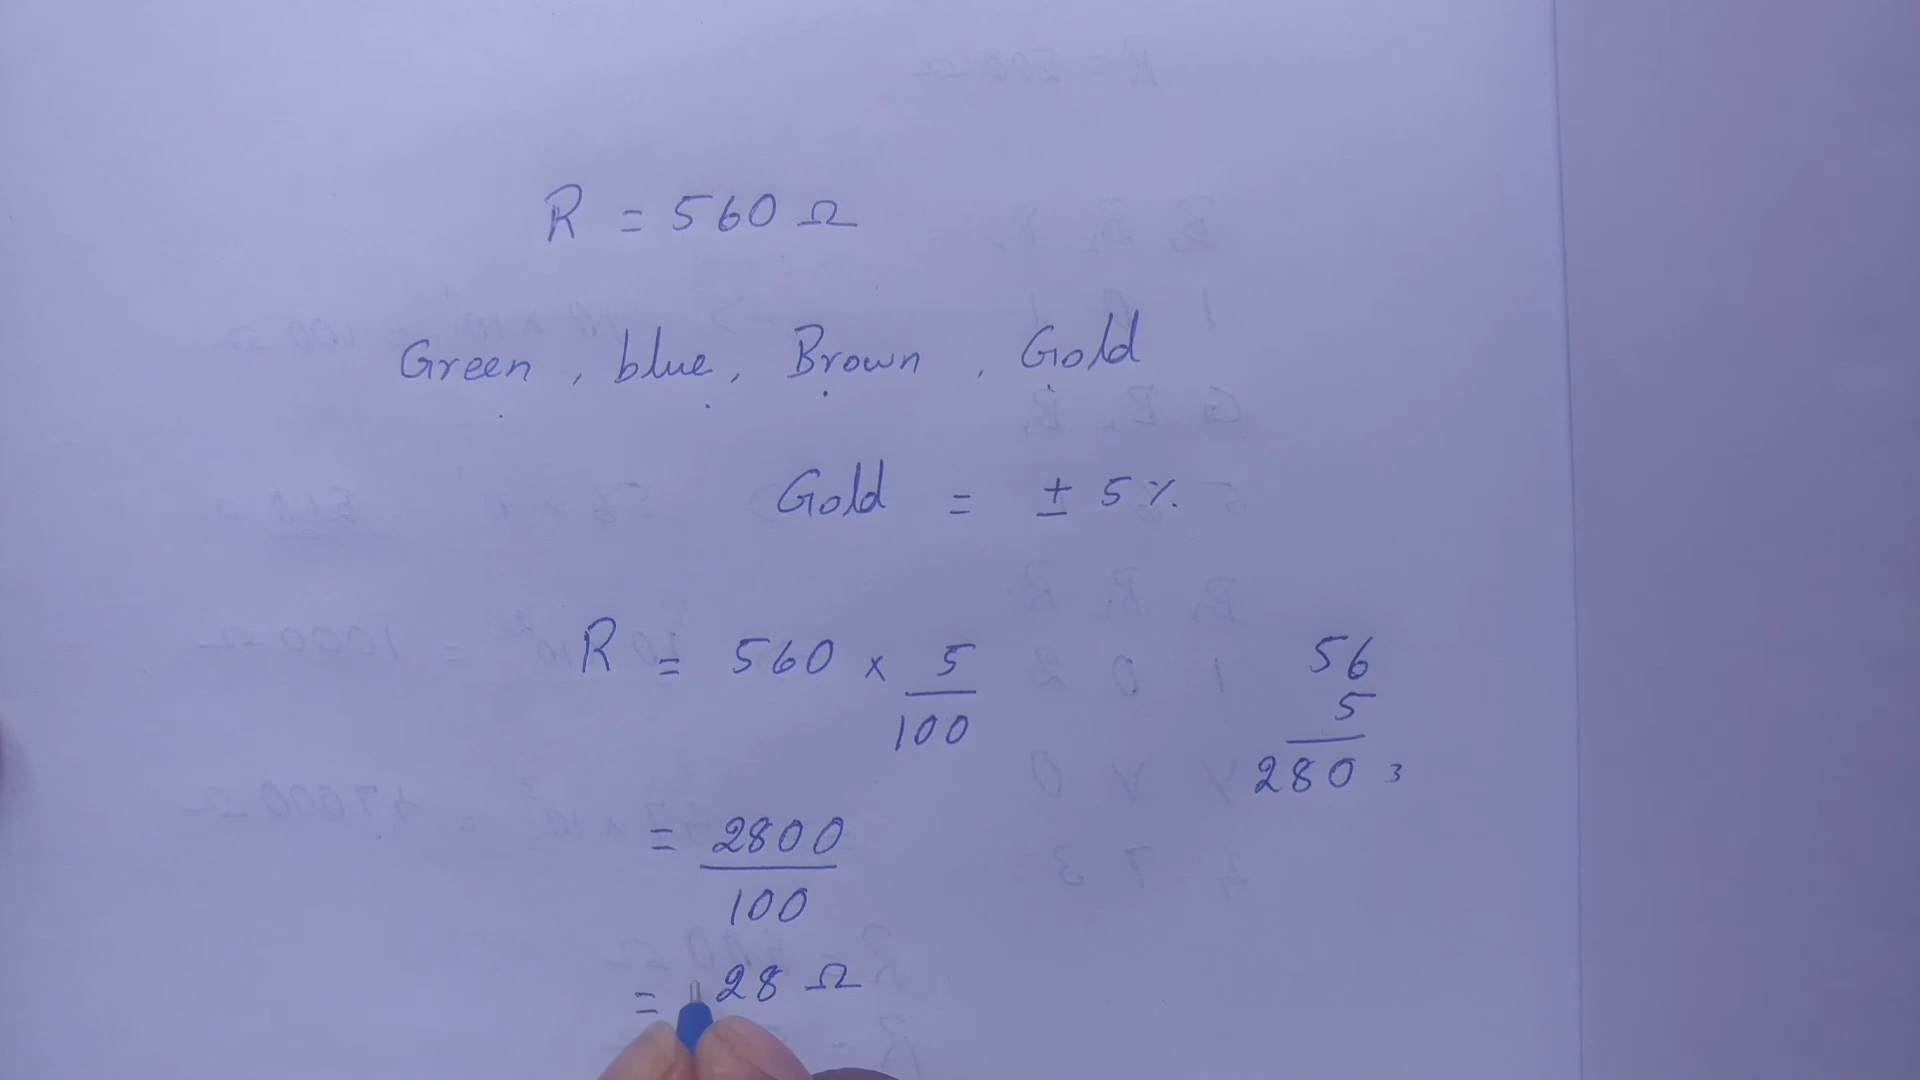 R = 560 Ω
Green , blue , Brown , Gold
Gold = ± 5 %
R = 560 x 5
100
56
5
280 3
= 2800
100
= 28 Ω